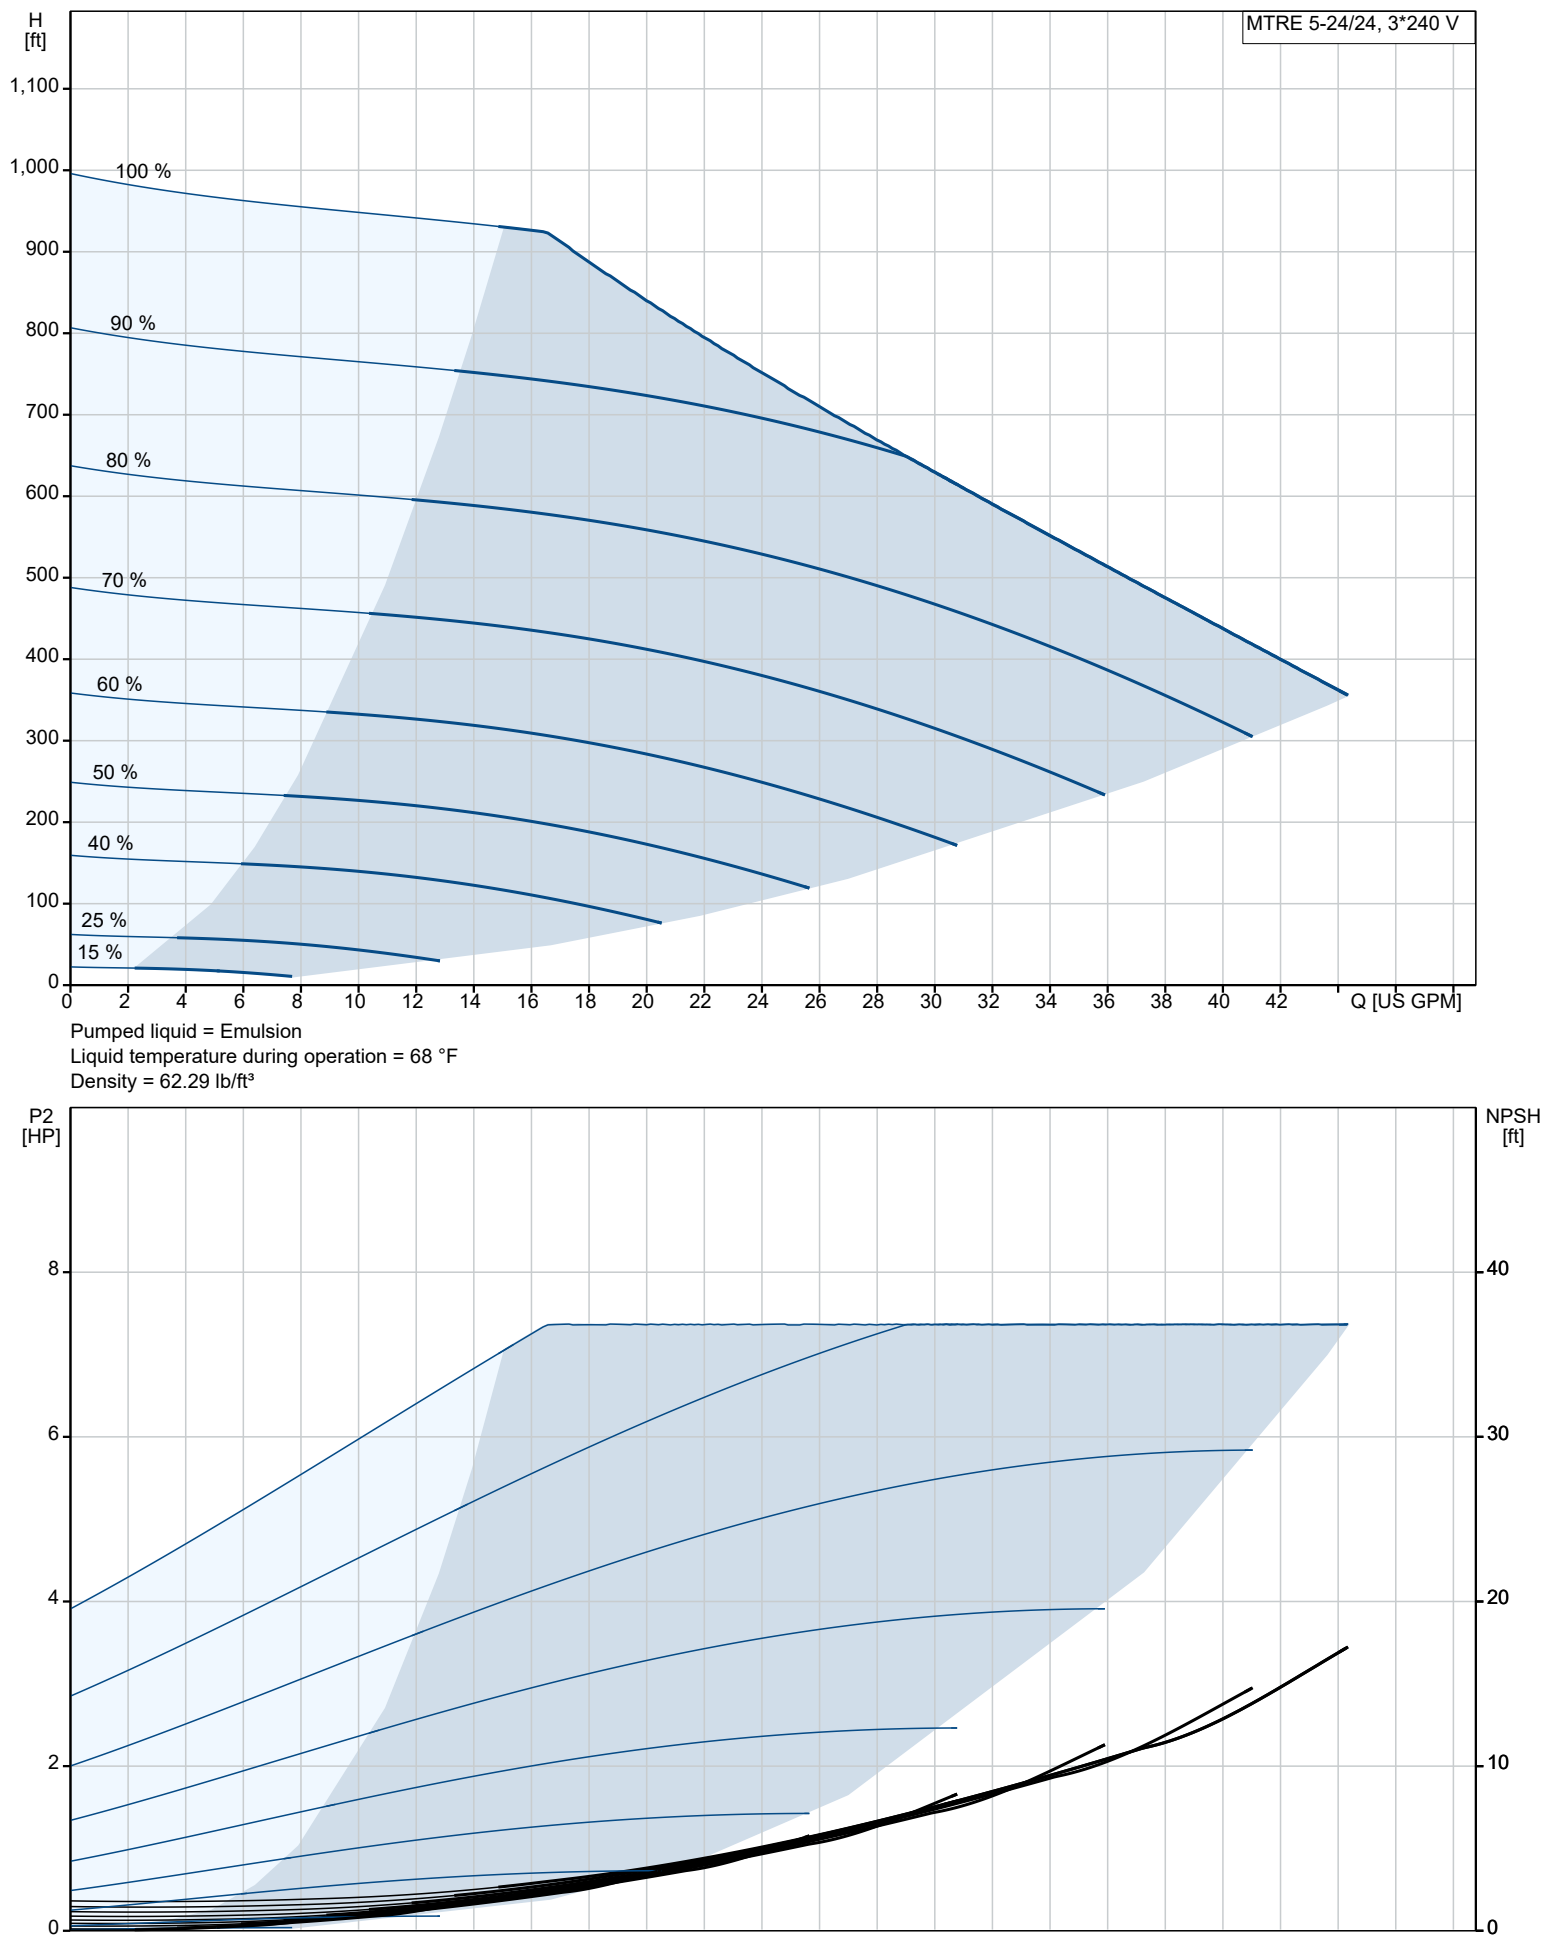 H
[ft]
MTRE 5-24/24, 3*240 V
1,100
1,000
900
800
700
600
500
400
300
200
100
0
100 %
90 %
80 %
70 %
60 %
50 %
40 %
25 %
15 %
0 2 4 6 8 10 12 14 16 18 20 22 24 26 28 30 32 34 36 38 40 42 Q [US GPM]
Pumped liquid = Emulsion
Liquid temperature during operation = 68 °F
Density = 62.29 lb/ft³
P2
[HP]
NPSH
[ft]
8
6
4
2
0
40
30
20
10
0